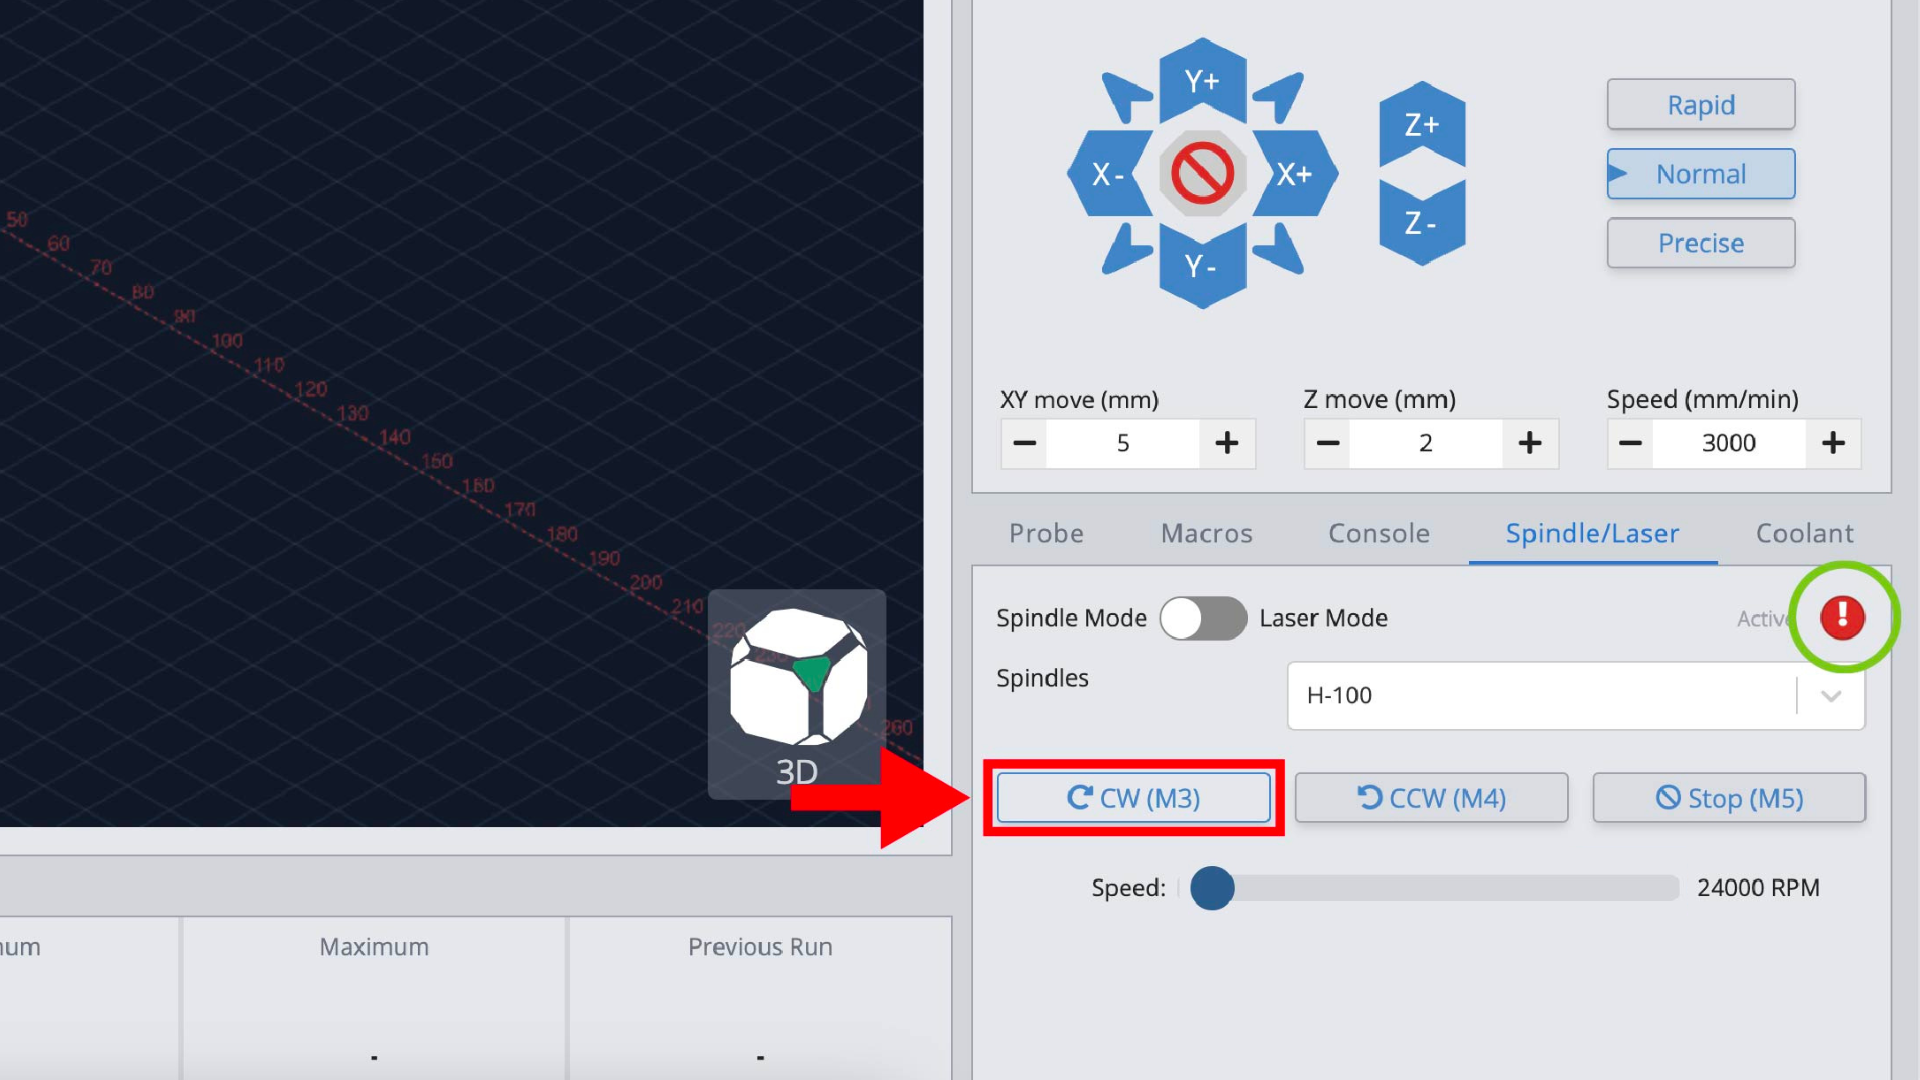 Y+
X-
X+
Y-
Z+
Z-
Rapid
Normal
Precise
XY move (mm)
Z move (mm)
Speed (mm/min)
5
2
3000
Probe
Macros
Console
Spindle/Laser
Coolant
Spindle Mode
Laser Mode
Spindles
H-100
CW (M3)
CCW (M4)
Stop (M5)
Speed:
24000 RPM
50
60
70
80
90
100
110
120
130
140
150
160
170
180
190
200
210
220
230
260
3D
Maximum
Previous Run
-
-